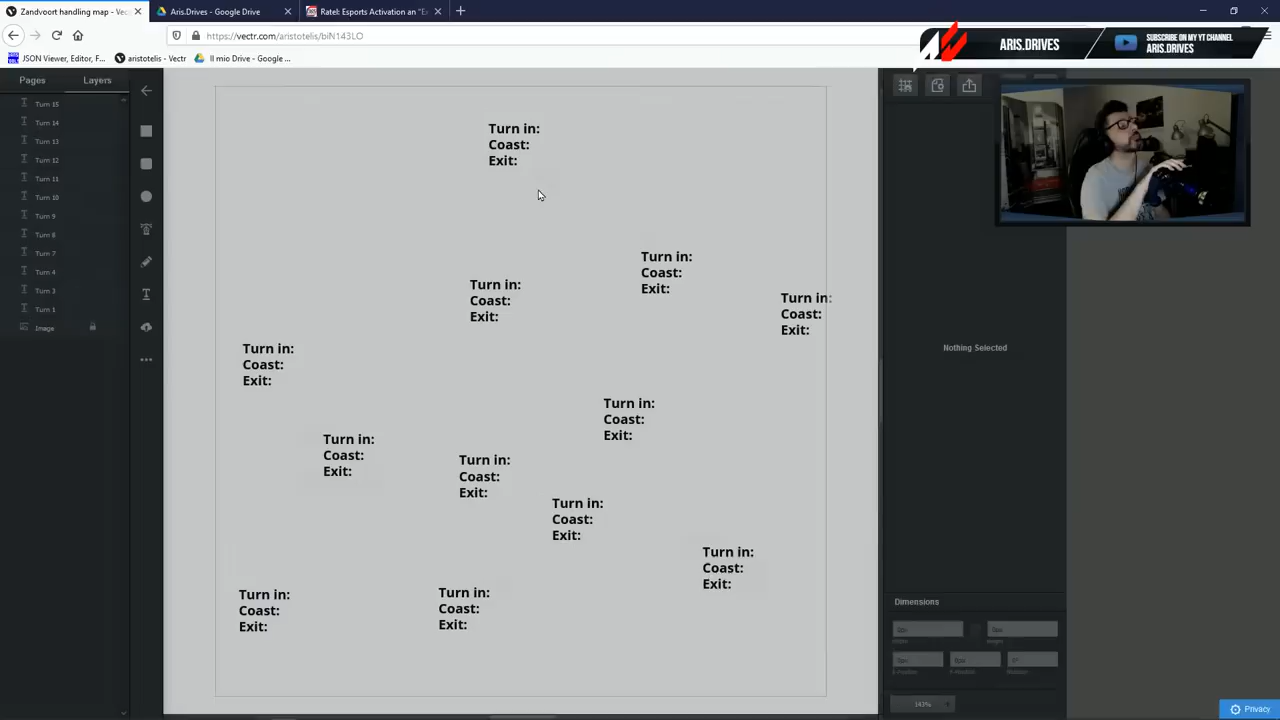 Zandvoort handling map - Vec
Aris.Drives - Google Drive
Ratel: Esports Activation an "E
https://vectr.com/aristotelis/biN143LO
JSON Viewer, Editor, F...
aristotelis - Vectr
Il mio Drive - Google ...
ARIS.DRIVES
SUBSCRIBE ON MY YT CHANNEL
ARIS.DRIVES
Pages
Layers
Turn 15
Turn 14
Turn 13
Turn 12
Turn 11
Turn 10
Turn 9
Turn 8
Turn 7
Turn 4
Turn 3
Turn 1
Image
Turn in:
Coast:
Exit:
Turn in:
Coast:
Exit:
Turn in:
Coast:
Exit:
Turn in:
Coast:
Exit:
Turn in:
Coast:
Exit:
Turn in:
Coast:
Exit:
Turn in:
Coast:
Exit:
Turn in:
Coast:
Exit:
Turn in:
Coast:
Exit:
Turn in:
Coast:
Exit:
Turn in:
Coast:
Exit:
Turn in:
Coast:
Exit:
Nothing Selected
Dimensions
143%
Privacy